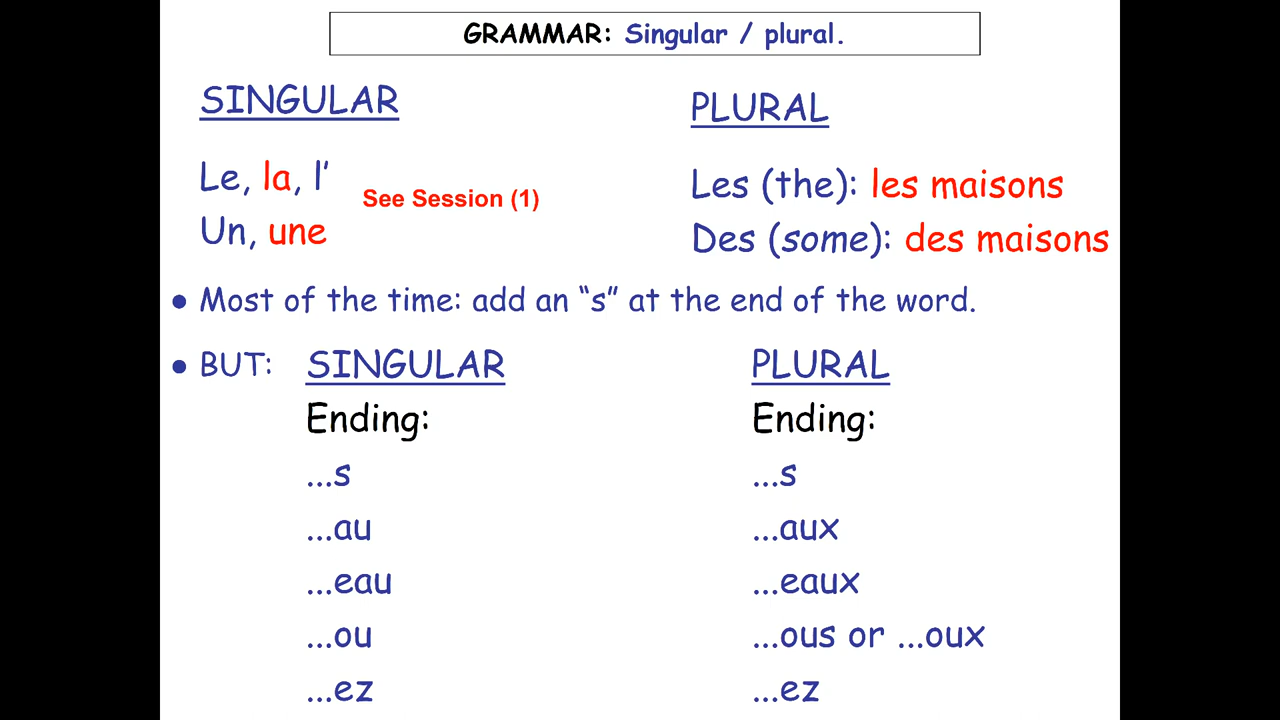 GRAMMAR: Singular / plural.
SINGULAR
PLURAL
Le, la, l’
See Session (1)
Les (the): les maisons
Un, une
Des (some): des maisons
• Most of the time: add an “s” at the end of the word.
• BUT: SINGULAR PLURAL
Ending: Ending:
...s ...s
...au ...aux
...eau ...eaux
...ou ...ous or ...oux
...ez ...ez